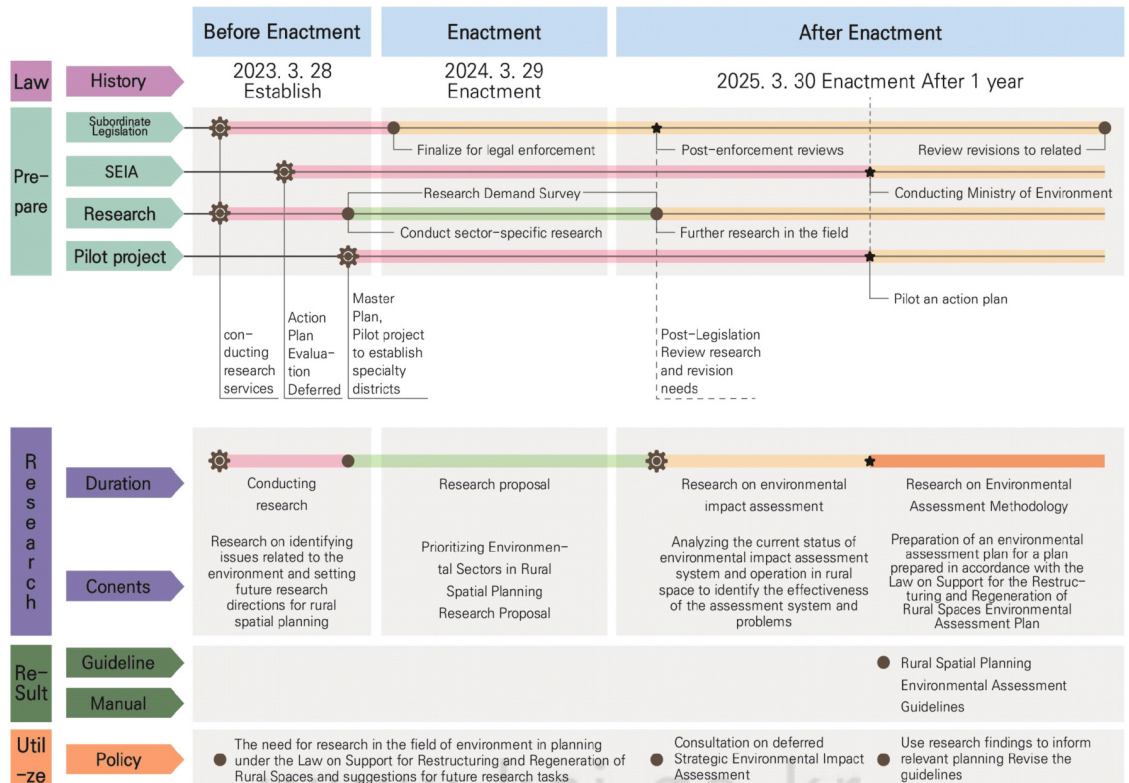 Before Enactment
Enactment
After Enactment
Law
History
2023. 3. 28
Establish
2024. 3. 29
Enactment
2025. 3. 30 Enactment After 1 year
Pre-
pare
Subordinate
Legislation
Finalize for legal enforcement
Post-enforcement reviews
Review revisions to related
SEIA
Conducting Ministry of Environment
Research
Research Demand Survey
Conduct sector-specific research
Further research in the field
Pilot project
Pilot an action plan
con-
ducting
research
services
Action
Plan
Evalua-
tion
Deferred
Master
Plan,
Pilot project
to establish
specialty
districts
Post-Legislation
Review research
and revision
needs
R
e
s
e
a
r
c
h
Duration
Conducting
research
Research proposal
Research on environmental
impact assessment
Research on Environmental
Assessment Methodology
Conents
Research on identifying
issues related to the
environment and setting
future research
directions for rural
spatial planning
Prioritizing Environmen-
tal Sectors in Rural
Spatial Planning
Research Proposal
Analyzing the current status of
environmental impact assessment
system and operation in rural
space to identify the effectiveness
of the assessment system and
problems
Preparation of an environmental
assessment plan for a plan
prepared in accordance with the
Law on Support for the Restruc-
turing and Regeneration of
Rural Spaces Environmental
Assessment Plan
Re-
Sult
Guideline
Manual
Rural Spatial Planning
Environmental Assessment
Guidelines
Util
-ze
Policy
The need for research in the field of environment in planning
under the Law on Support for Restructuring and Regeneration of
Rural Spaces and suggestions for future research tasks
Consultation on deferred
Strategic Environmental Impact
Assessment
Use research findings to inform
relevant planning Revise the
guidelines